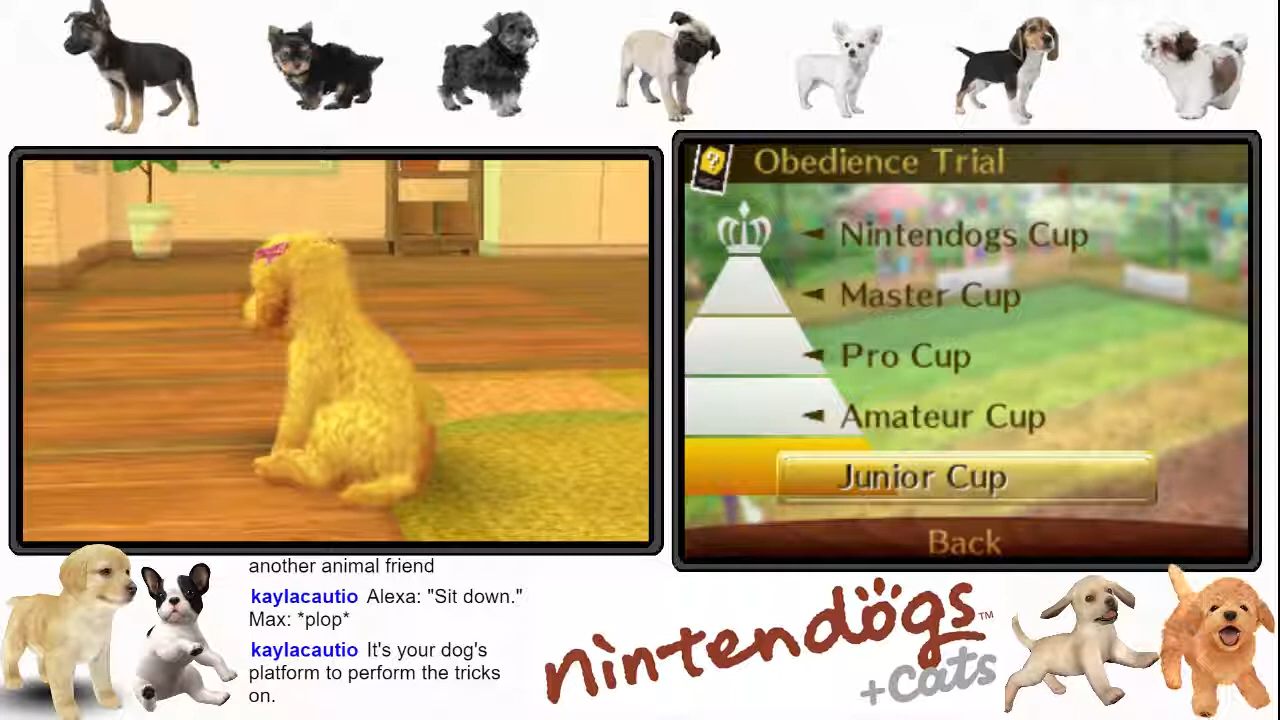 Obedience Trial
Nintendogs Cup
Master Cup
Pro Cup
Amateur Cup
Junior Cup
Back
another animal friend
kaylacautio Alexa: "Sit down."
Max: *plop*
kaylacautio It's your dog's
platform to perform the tricks
on.
nintendogs™
+cats